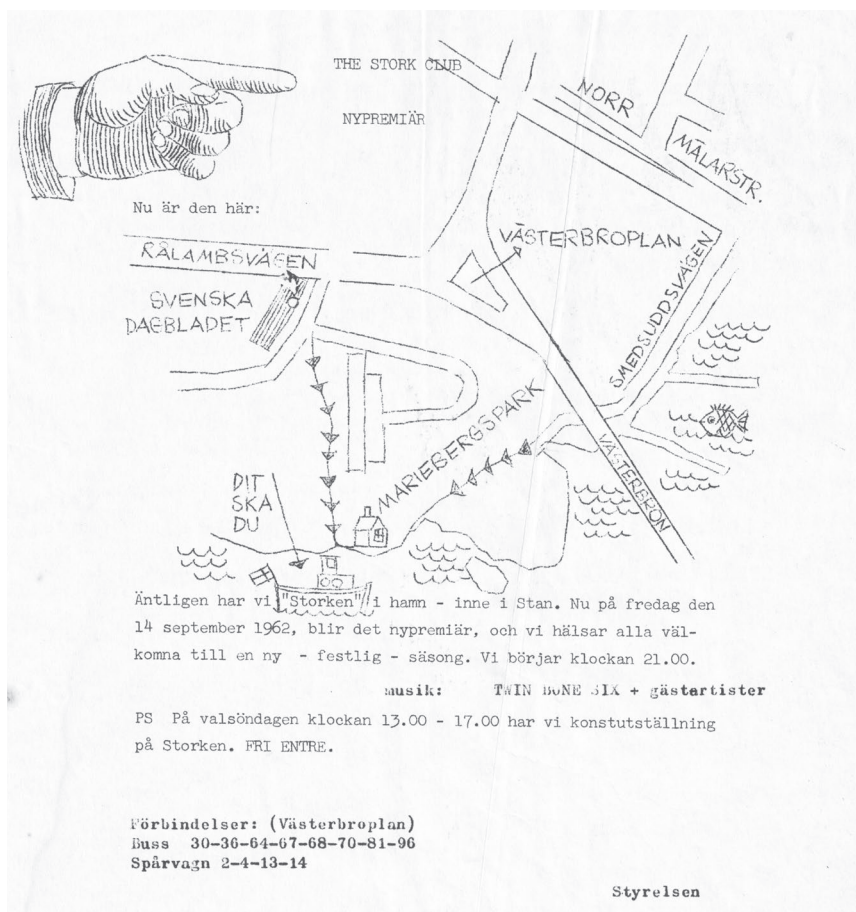 THE STORK CLUB
NYPREMIÄR
Nu är den här:
NORR
MÄLARSTR.
VÄSTERBROPLAN
RÅLAMBSVÄGEN
SVENSKA
DAGBLADET
SMEDSUDDSVÄGEN
MARIEBERGSPARK
VÄSTERBRON
DIT
SKA
DU
Äntligen har vi "Storken" i hamn - inne i Stan. Nu på fredag den
14 september 1962, blir det nypremiär, och vi hälsar alla väl-
komna till en ny - festlig - säsong. Vi börjar klockan 21.00.
musik: TWIN BONE SIX + gästartister
PS På valsöndagen klockan 13.00 - 17.00 har vi konstutställning
på Storken. FRI ENTRE.
Förbindelser: (Västerbroplan)
Buss 30-36-64-67-68-70-81-96
Spårvagn 2-4-13-14
Styrelsen